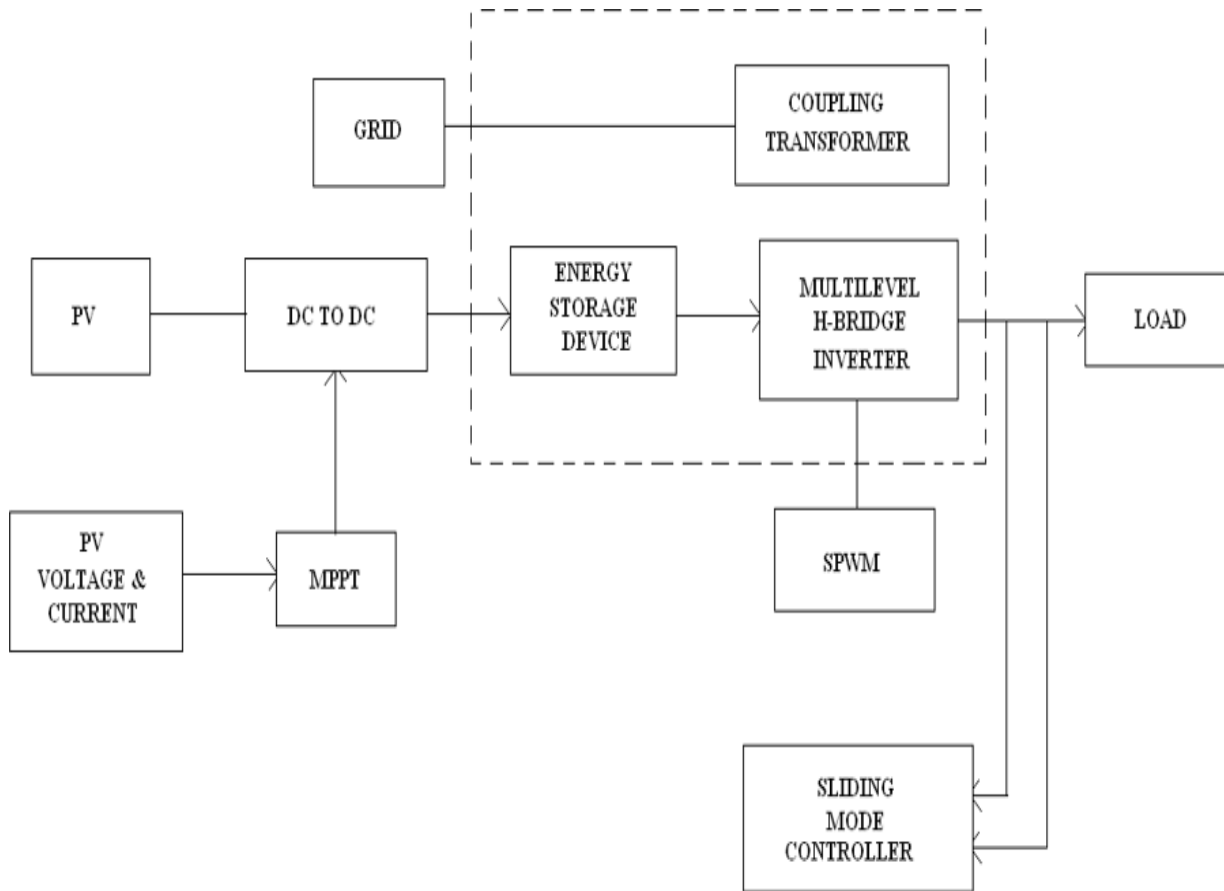 GRID
COUPLING
TRANSFORMER
PV
DC TO DC
ENERGY
STORAGE
DEVICE
MULTILEVEL
H-BRIDGE
INVERTER
LOAD
PV
VOLTAGE &
CURRENT
MPPT
SPWM
SLIDING
MODE
CONTROLLER